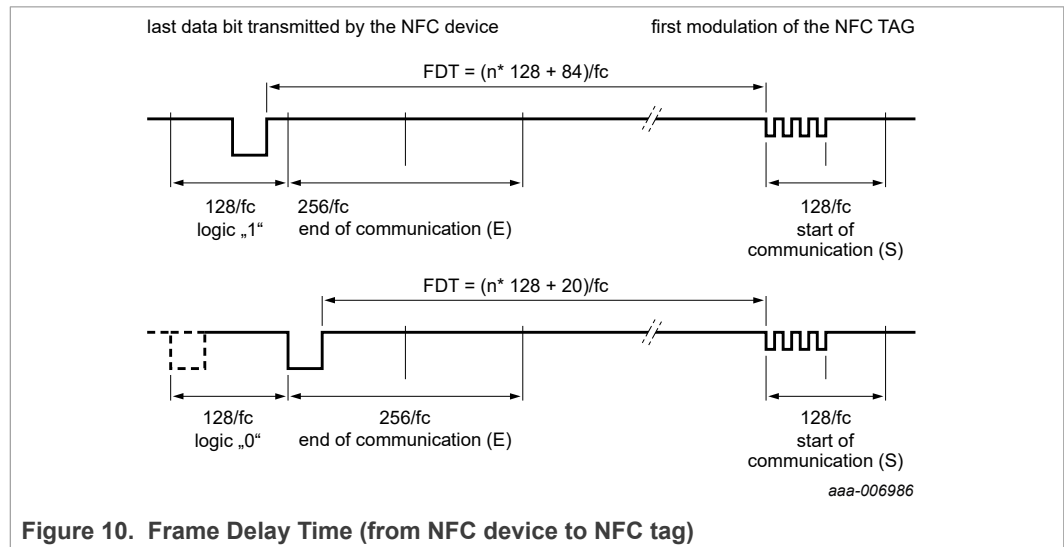 last data bit transmitted by the NFC device first modulation of the NFC TAG
FDT = (n* 128 + 84)/fc
128/fc 256/fc 128/fc
logic „1“ end of communication (E) start of
communication (S)
FDT = (n* 128 + 20)/fc
128/fc 256/fc 128/fc
logic „0“ end of communication (E) start of
communication (S)
aaa-006986
Figure 10. Frame Delay Time (from NFC device to NFC tag)